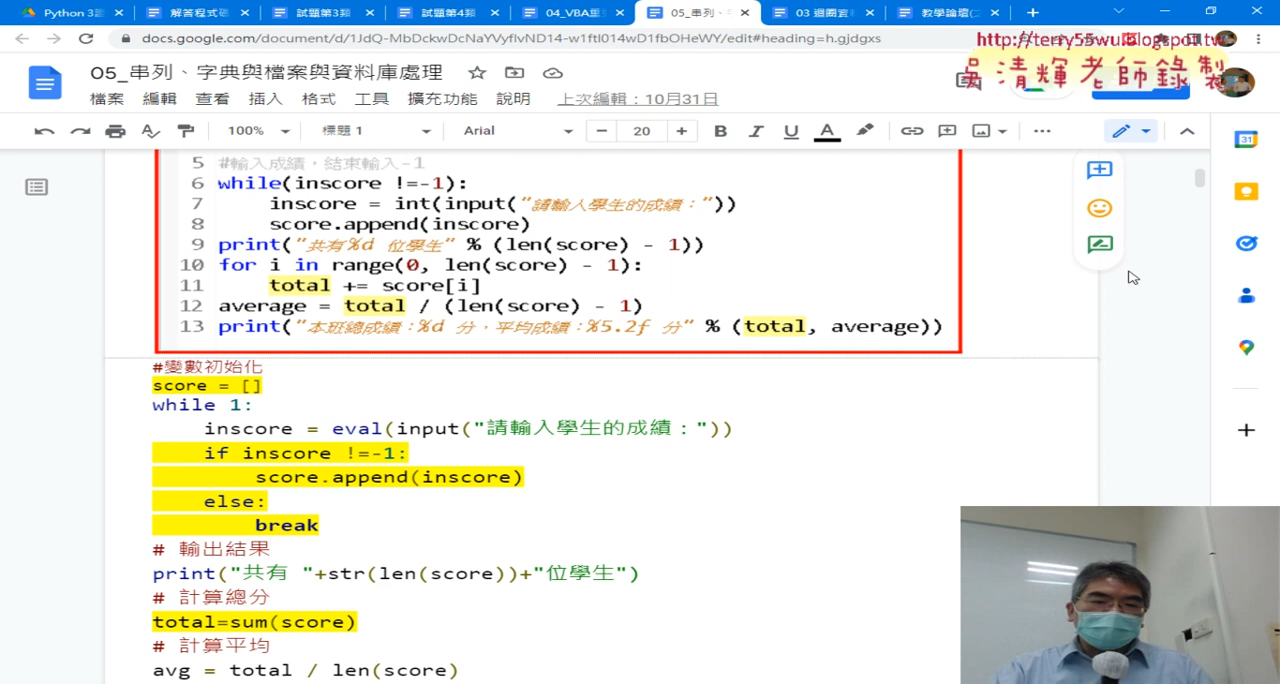 Python 3
解答程式
試題第3類
試題第4類
04_VBA
05_串列、
03 迴圈
教學論壇(
docs.google.com/document/d/1JdQ-MbDckwDcNaYVyflvND14-w1ftl014wD1fbOHeWY/edit#heading=h.gjdgxs
http://terry55wu.blogspot.tw
吳清輝老師錄製
05_串列、字典與檔案與資料庫處理
檔案 編輯 查看 插入 格式 工具 擴充功能 說明 上次編輯：10月31日
100% 標題 1 Arial 20 B I U A
5 #輸入成績，結束輸入-1
6 while(inscore !=-1):
7 inscore = int(input("請輸入學生的成績："))
8 score.append(inscore)
9 print("共有%d 位學生" % (len(score) - 1))
10 for i in range(0, len(score) - 1):
11 total += score[i]
12 average = total / (len(score) - 1)
13 print("本班總成績：%d 分，平均成績：%5.2f 分" % (total, average))
#變數初始化
score = []
while 1:
inscore = eval(input("請輸入學生的成績："))
if inscore !=-1:
score.append(inscore)
else:
break
# 輸出結果
print("共有 "+str(len(score))+"位學生")
# 計算總分
total=sum(score)
# 計算平均
avg = total / len(score)
31